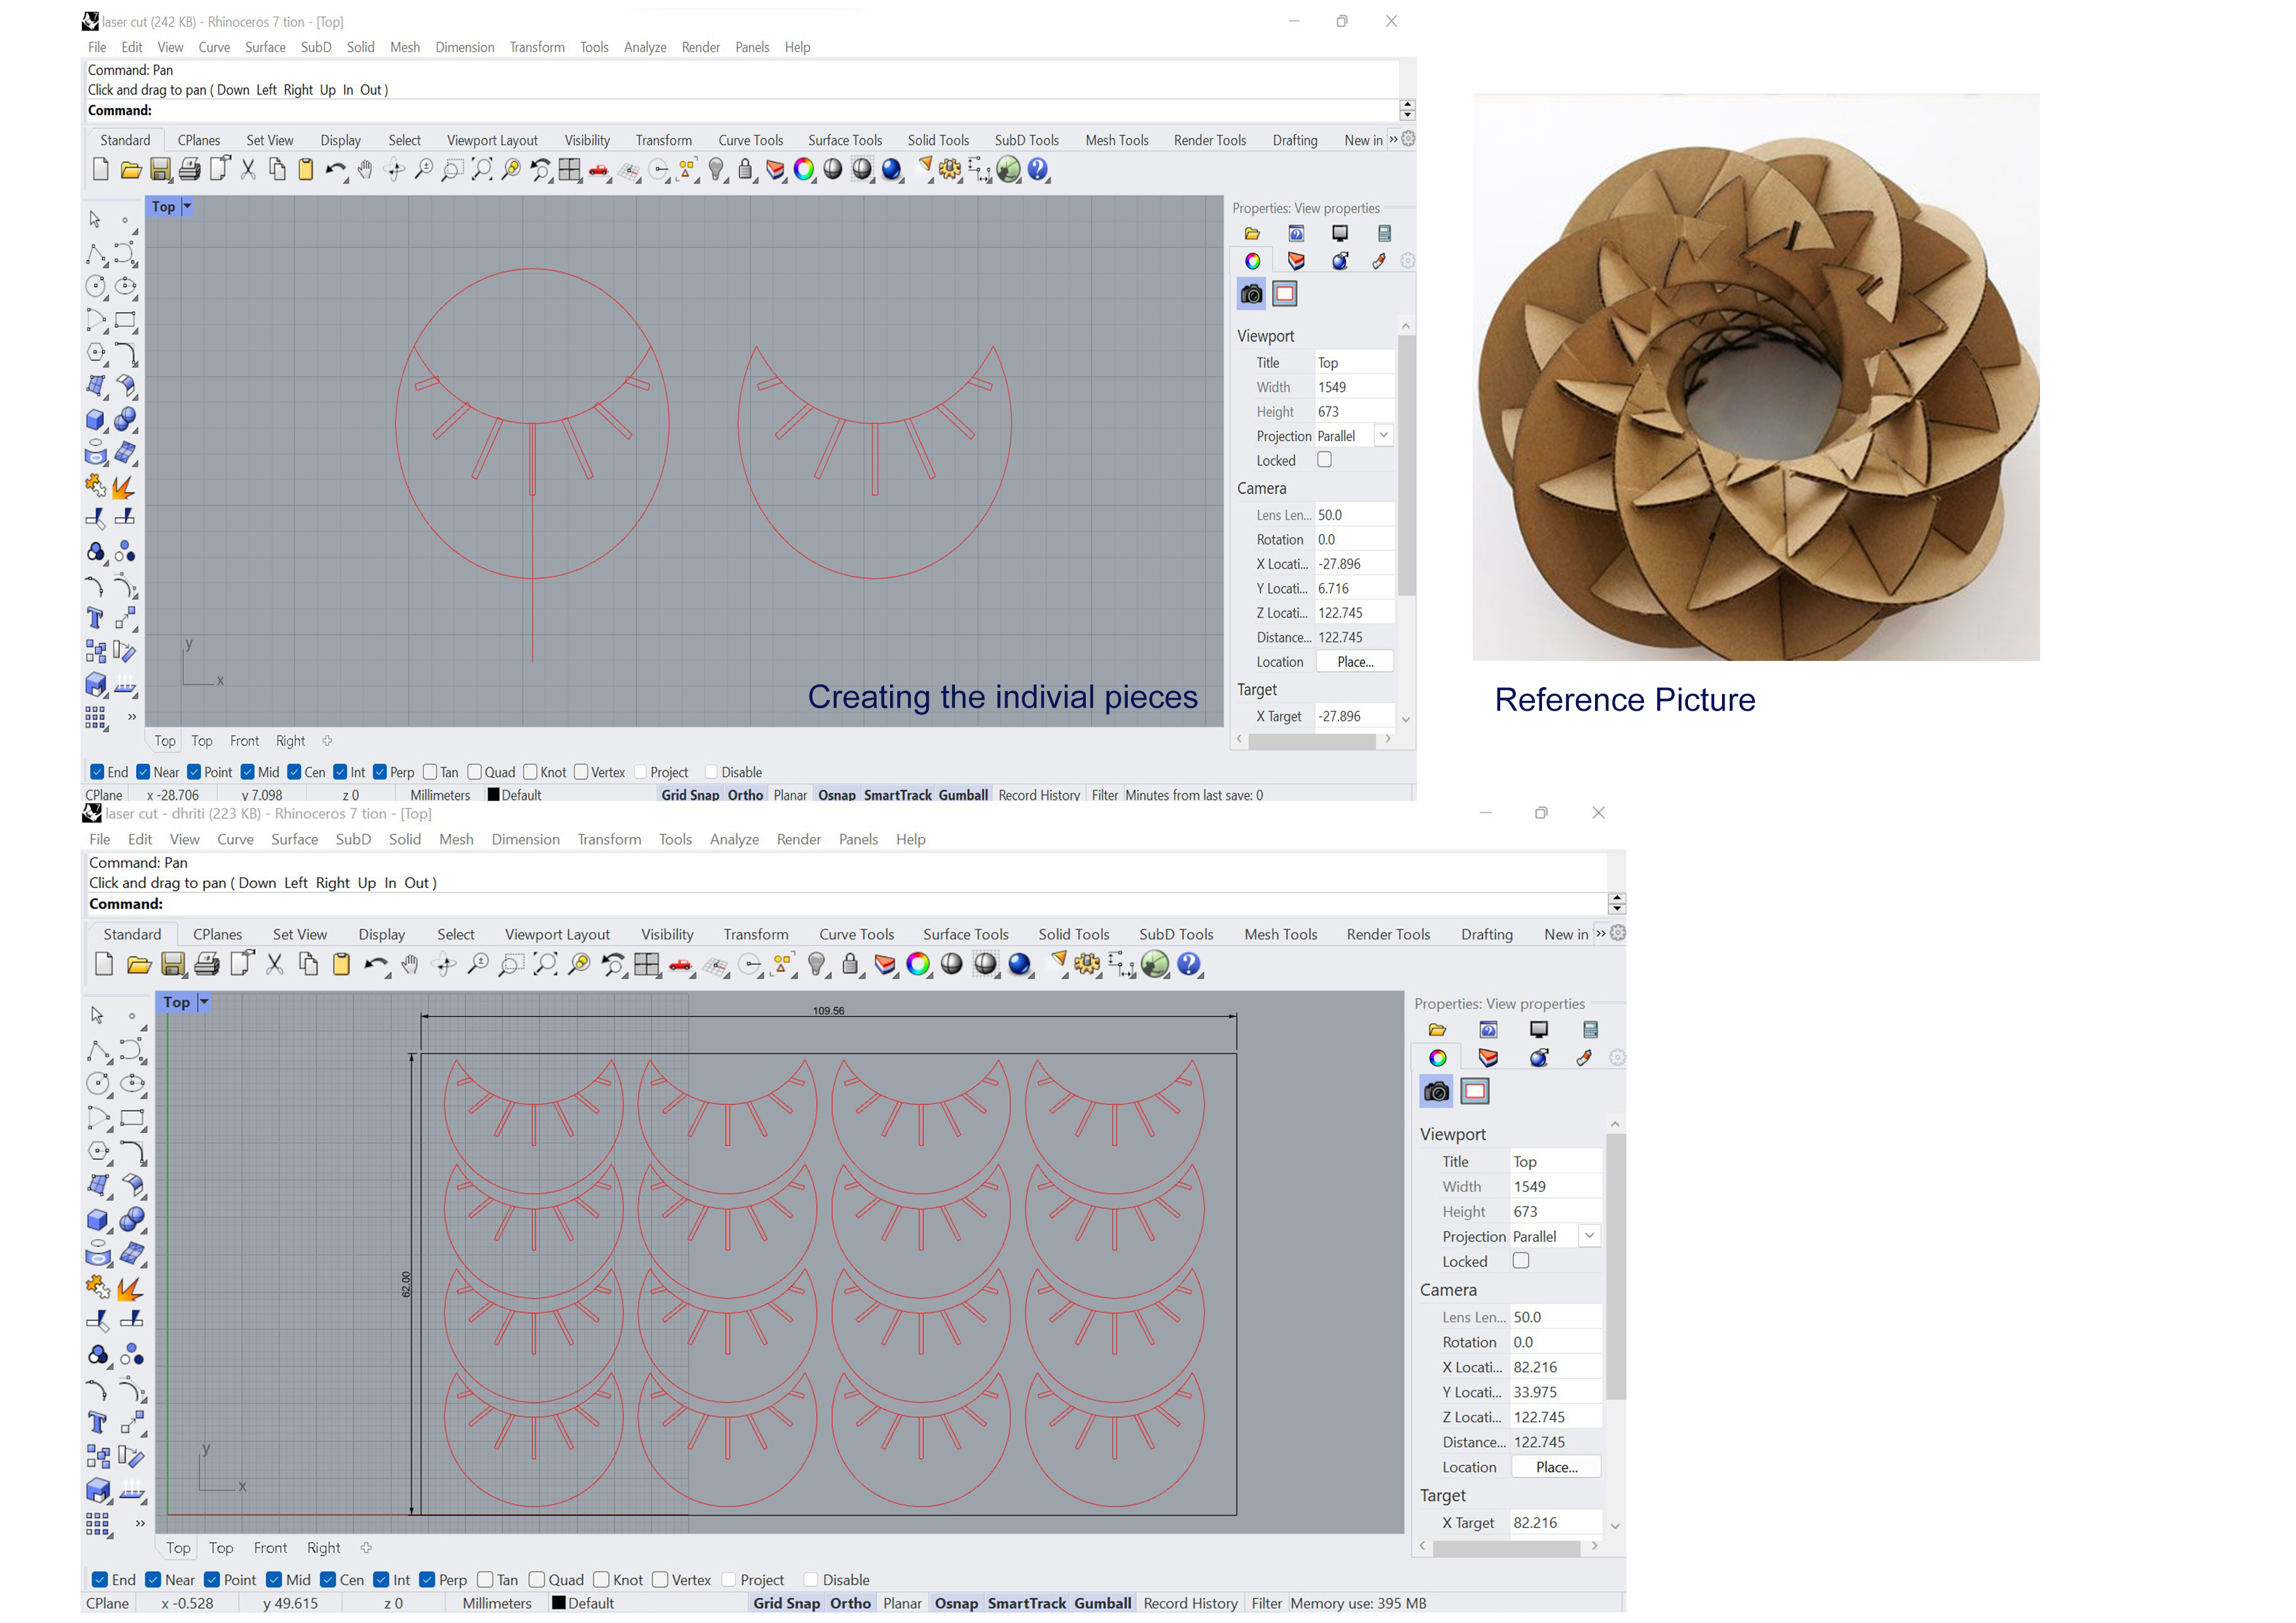 laser cut (242 KB) - Rhinoceros 7 tion - [Top]
File Edit View Curve Surface SubD Solid Mesh Dimension Transform Tools Analyze Render Panels Help
Command: Pan
Click and drag to pan ( Down Left Right Up In Out )
Command:
Standard CPlanes Set View Display Select Viewport Layout Visibility Transform Curve Tools Surface Tools Solid Tools SubD Tools Mesh Tools Render Tools Drafting New in »
Top
Properties: View properties
Viewport
Title Top
Width 1549
Height 673
Projection Parallel
Locked
Camera
Lens Len... 50.0
Rotation 0.0
X Locati... -27.896
Y Locati... 6.716
Z Locati... 122.745
Distance... 122.745
Location Place...
Target
X Target -27.896
y
x
Creating the indivial pieces
Reference Picture
Top Top Front Right
End Near Point Mid Cen Int Perp Tan Quad Knot Vertex Project Disable
CPlane x -28.706 y 7.098 z 0 Millimeters Default Grid Snap Ortho Planar Osnap SmartTrack Gumball Record History Filter Minutes from last save: 0
laser cut - dhriti (223 KB) - Rhinoceros 7 tion - [Top]
File Edit View Curve Surface SubD Solid Mesh Dimension Transform Tools Analyze Render Panels Help
Command: Pan
Click and drag to pan ( Down Left Right Up In Out )
Command:
Standard CPlanes Set View Display Select Viewport Layout Visibility Transform Curve Tools Surface Tools Solid Tools SubD Tools Mesh Tools Render Tools Drafting New in »
Top
109.56
62.00
Properties: View properties
Viewport
Title Top
Width 1549
Height 673
Projection Parallel
Locked
Camera
Lens Len... 50.0
Rotation 0.0
X Locati... 82.216
Y Locati... 33.975
Z Locati... 122.745
Distance... 122.745
Location Place...
Target
X Target 82.216
y
x
Top Top Front Right
End Near Point Mid Cen Int Perp Tan Quad Knot Vertex Project Disable
CPlane x -0.528 y 49.615 z 0 Millimeters Default Grid Snap Ortho Planar Osnap SmartTrack Gumball Record History Filter Memory use: 395 MB